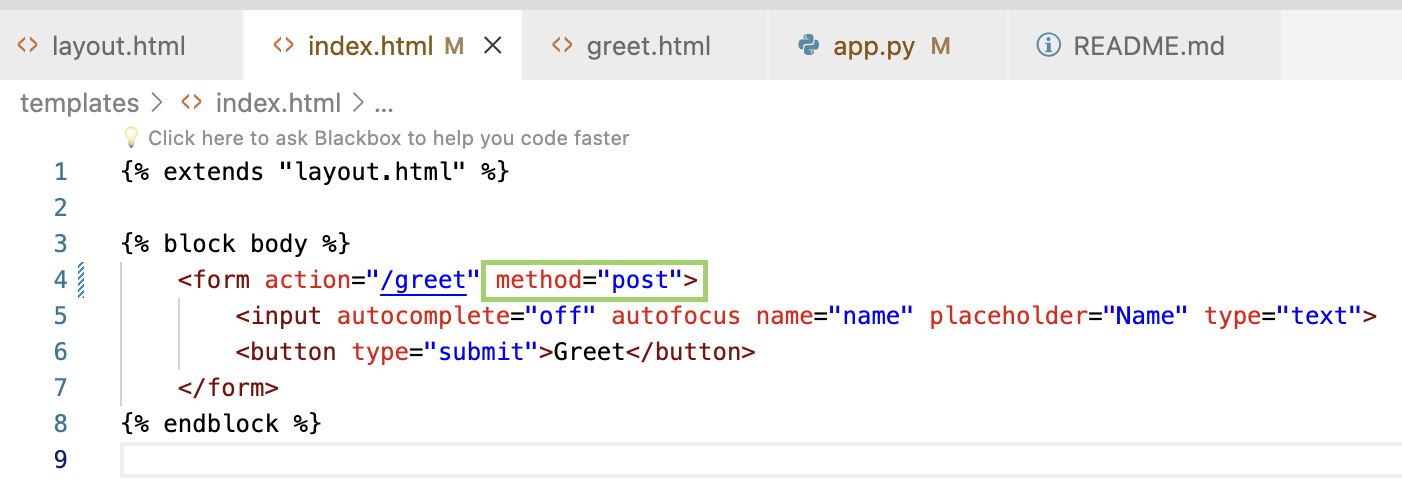 layout.html index.html M greet.html app.py M README.md
templates > index.html > ...
Click here to ask Blackbox to help you code faster
1 {% extends "layout.html" %}
2
3 {% block body %}
4 <form action="/greet" method="post">
5 <input autocomplete="off" autofocus name="name" placeholder="Name" type="text">
6 <button type="submit">Greet</button>
7 </form>
8 {% endblock %}
9